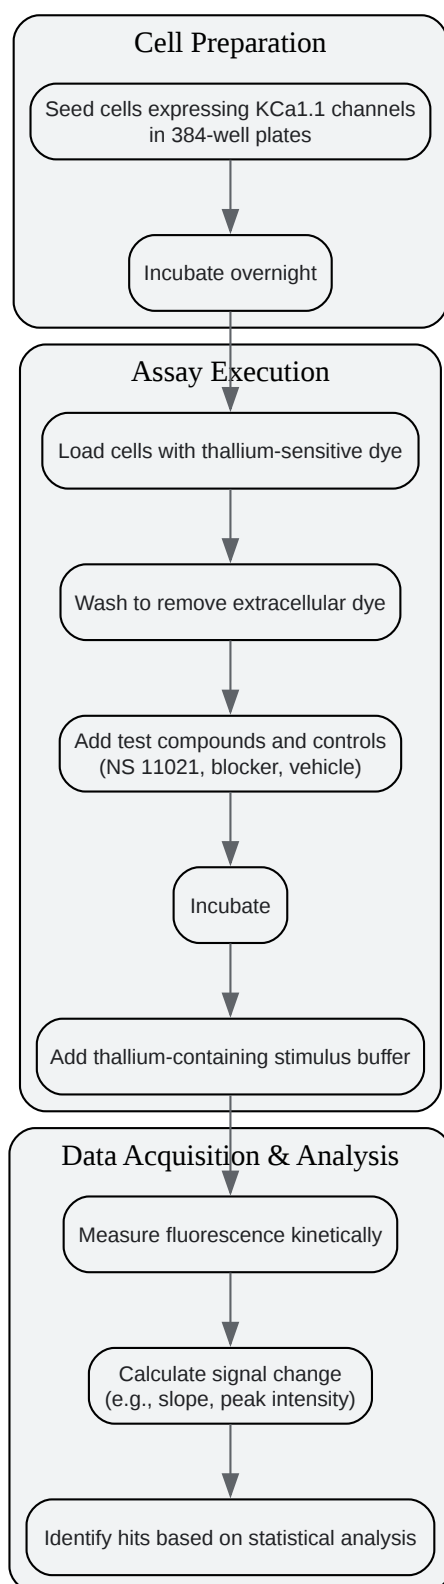 Cell Preparation
Seed cells expressing KCa1.1 channels
in 384-well plates
Incubate overnight
Assay Execution
Load cells with thallium-sensitive dye
Wash to remove extracellular dye
Add test compounds and controls
(NS 11021, blocker, vehicle)
Incubate
Add thallium-containing stimulus buffer
Data Acquisition & Analysis
Measure fluorescence kinetically
Calculate signal change
(e.g., slope, peak intensity)
Identify hits based on statistical analysis